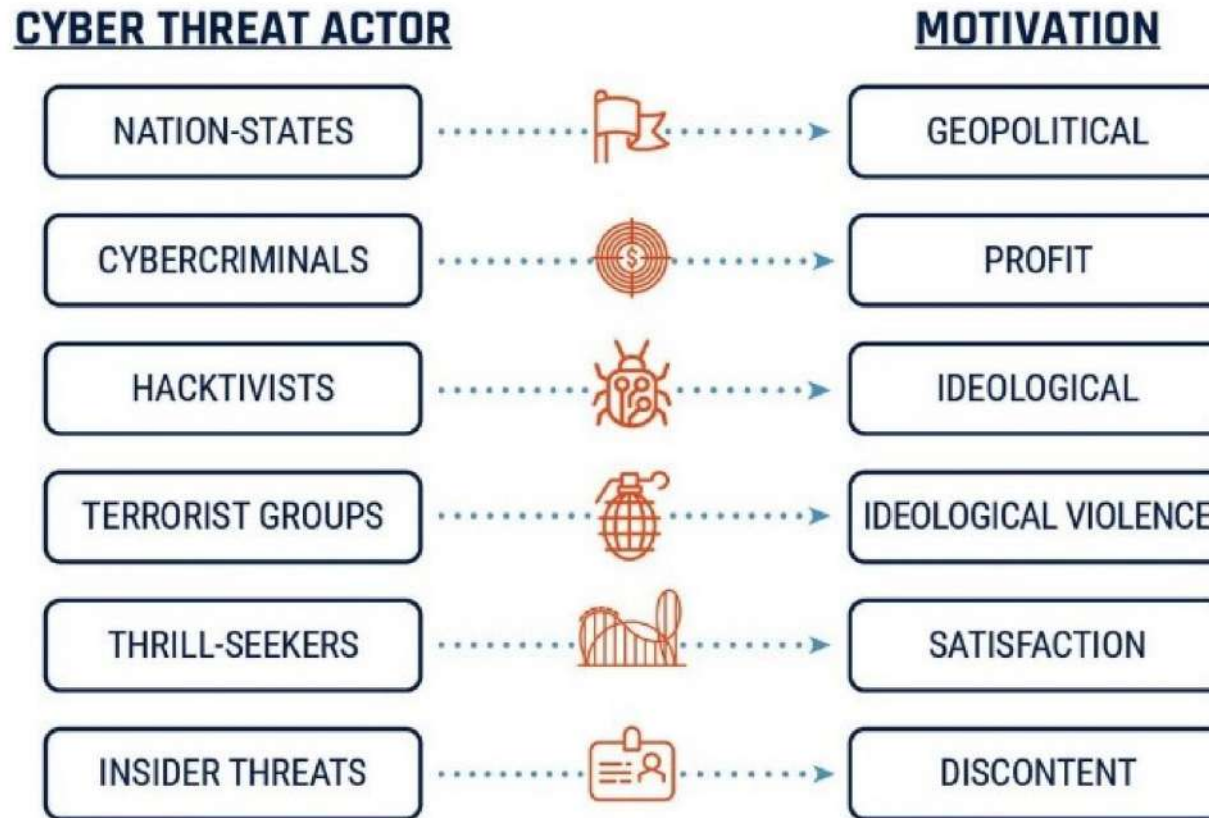 CYBER THREAT ACTOR MOTIVATION
NATION-STATES GEOPOLITICAL
CYBERCRIMINALS $ PROFIT
HACKTIVISTS IDEOLOGICAL
TERRORIST GROUPS IDEOLOGICAL VIOLENCE
THRILL-SEEKERS SATISFACTION
INSIDER THREATS DISCONTENT